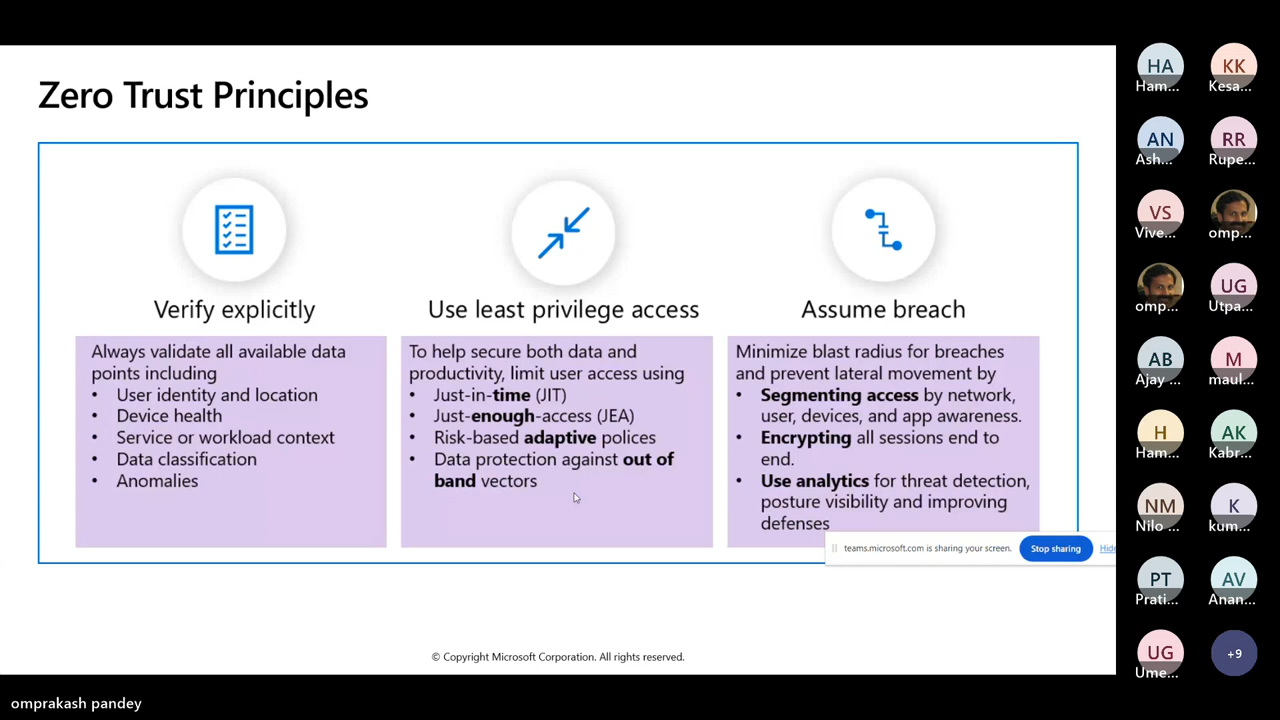 Zero Trust Principles
Verify explicitly
Always validate all available data
points including
• User identity and location
• Device health
• Service or workload context
• Data classification
• Anomalies
Use least privilege access
To help secure both data and
productivity, limit user access using
• Just-in-time (JIT)
• Just-enough-access (JEA)
• Risk-based adaptive polices
• Data protection against out of
band vectors
Assume breach
Minimize blast radius for breaches
and prevent lateral movement by
• Segmenting access by network,
user, devices, and app awareness.
• Encrypting all sessions end to
end.
• Use analytics for threat detection,
posture visibility and improving
defenses
teams.microsoft.com is sharing your screen. Stop sharing Hide
© Copyright Microsoft Corporation. All rights reserved.
omprakash pandey
HA KK
Ham... Kesa...
AN RR
Ash... Rupe...
VS
Vive... omp...
UG
omp... Utpa...
AB M
Ajay ... maul...
H AK
Ham... Kabr...
NM K
Nilo ... kum...
PT AV
Prati... Anan...
UG +9
Ume...